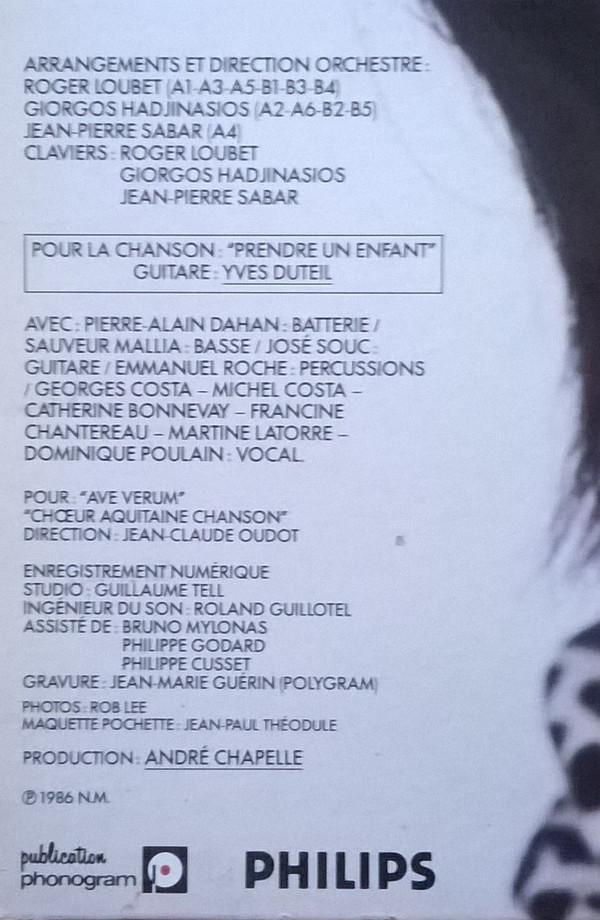 ARRANGEMENTS ET DIRECTION ORCHESTRE :
ROGER LOUBET (A1-A3-A5-B1-B3-B4)
GIORGOS HADJINASIOS (A2-A6-B2-B5)
JEAN-PIERRE SABAR (A4)
CLAVIERS : ROGER LOUBET
GIORGOS HADJINASIOS
JEAN-PIERRE SABAR
POUR LA CHANSON : "PRENDRE UN ENFANT"
GUITARE : YVES DUTEIL
AVEC : PIERRE-ALAIN DAHAN : BATTERIE /
SAUVEUR MALLIA : BASSE / JOSÉ SOUC :
GUITARE / EMMANUEL ROCHE : PERCUSSIONS
/ GEORGES COSTA – MICHEL COSTA –
CATHERINE BONNEVAY – FRANCINE
CHANTEREAU – MARTINE LATORRE –
DOMINIQUE POULAIN : VOCAL.
POUR : "AVE VERUM"
"CHŒUR AQUITAINE CHANSON"
DIRECTION : JEAN-CLAUDE OUDOT
ENREGISTREMENT NUMÉRIQUE
STUDIO : GUILLAUME TELL
INGÉNIEUR DU SON : ROLAND GUILLOTEL
ASSISTÉ DE : BRUNO MYLONAS
PHILIPPE GODARD
PHILIPPE CUSSET
GRAVURE : JEAN-MARIE GUÉRIN (POLYGRAM)
PHOTOS : ROB LEE
MAQUETTE POCHETTE : JEAN-PAUL THÉODULE
PRODUCTION : ANDRÉ CHAPELLE
℗ 1986 N.M.
publication
phonogram
PHILIPS